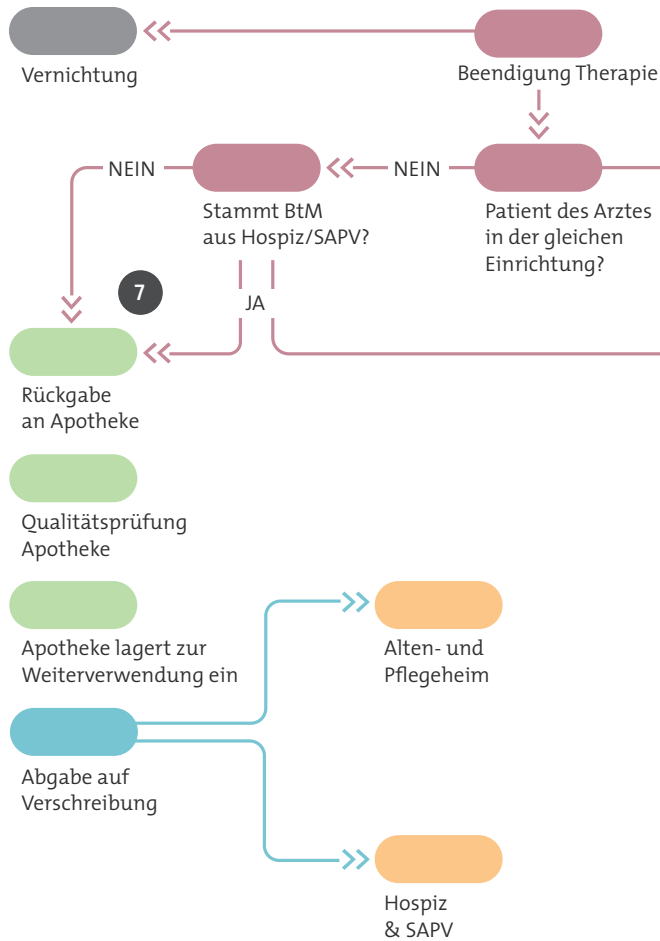 Vernichtung
Beendigung Therapie
NEIN
NEIN
Stammt BtM
aus Hospiz/SAPV?
Patient des Arztes
in der gleichen
Einrichtung?
7
JA
Rückgabe
an Apotheke
Qualitätsprüfung
Apotheke
Apotheke lagert zur
Weiterverwendung ein
Alten- und
Pflegeheim
Abgabe auf
Verschreibung
Hospiz
& SAPV